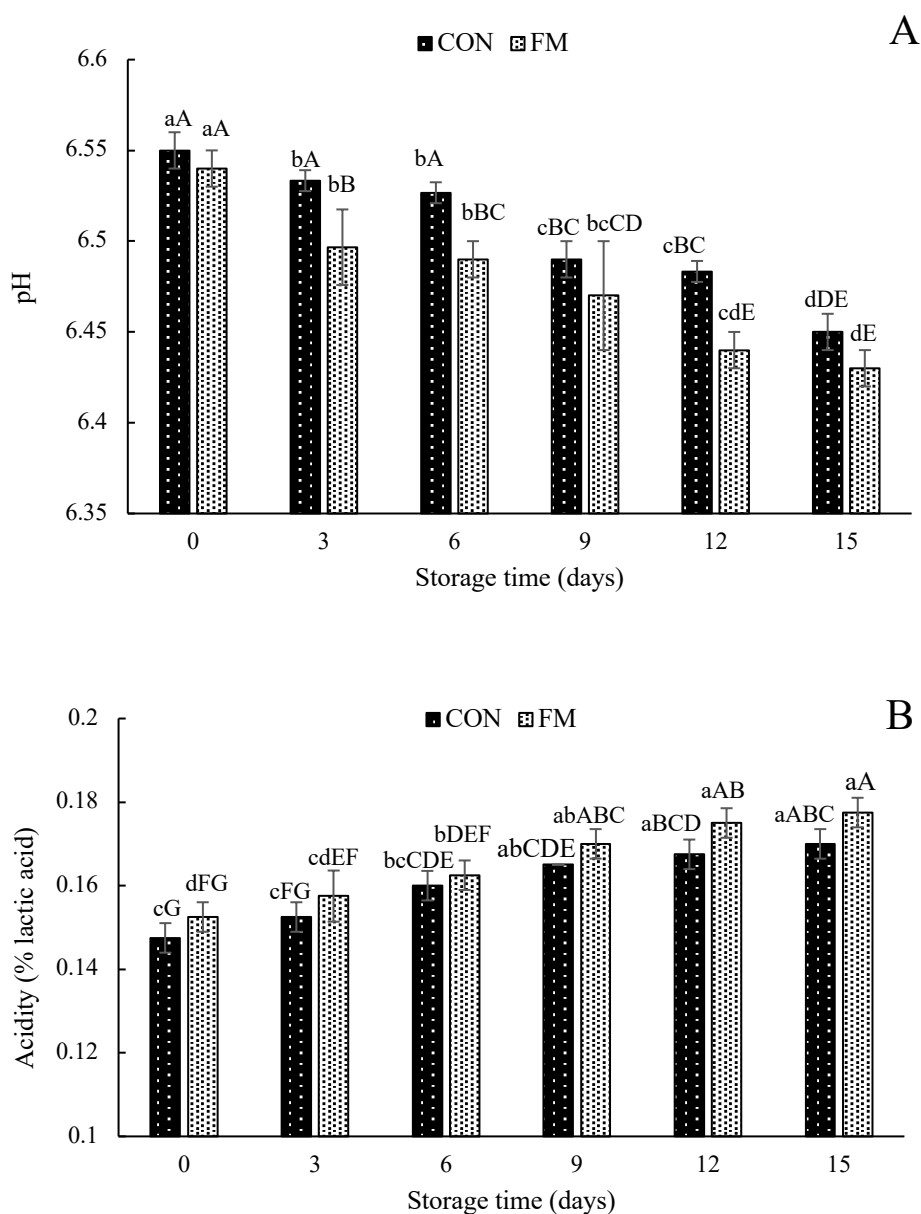 A
CON FM
6.6
6.55
6.5
6.45
6.4
6.35
pH
aA aA
bA bB
bA bBC
cBC bcCD
cBC cdE
dDE dE
0 3 6 9 12 15
Storage time (days)
B
CON FM
0.2
0.18
0.16
0.14
0.12
0.1
Acidity (% lactic acid)
cG dFG
cFG cdEF
bcCDE bDEF
abCDE abABC
aBCD aAB
aABC aA
0 3 6 9 12 15
Storage time (days)